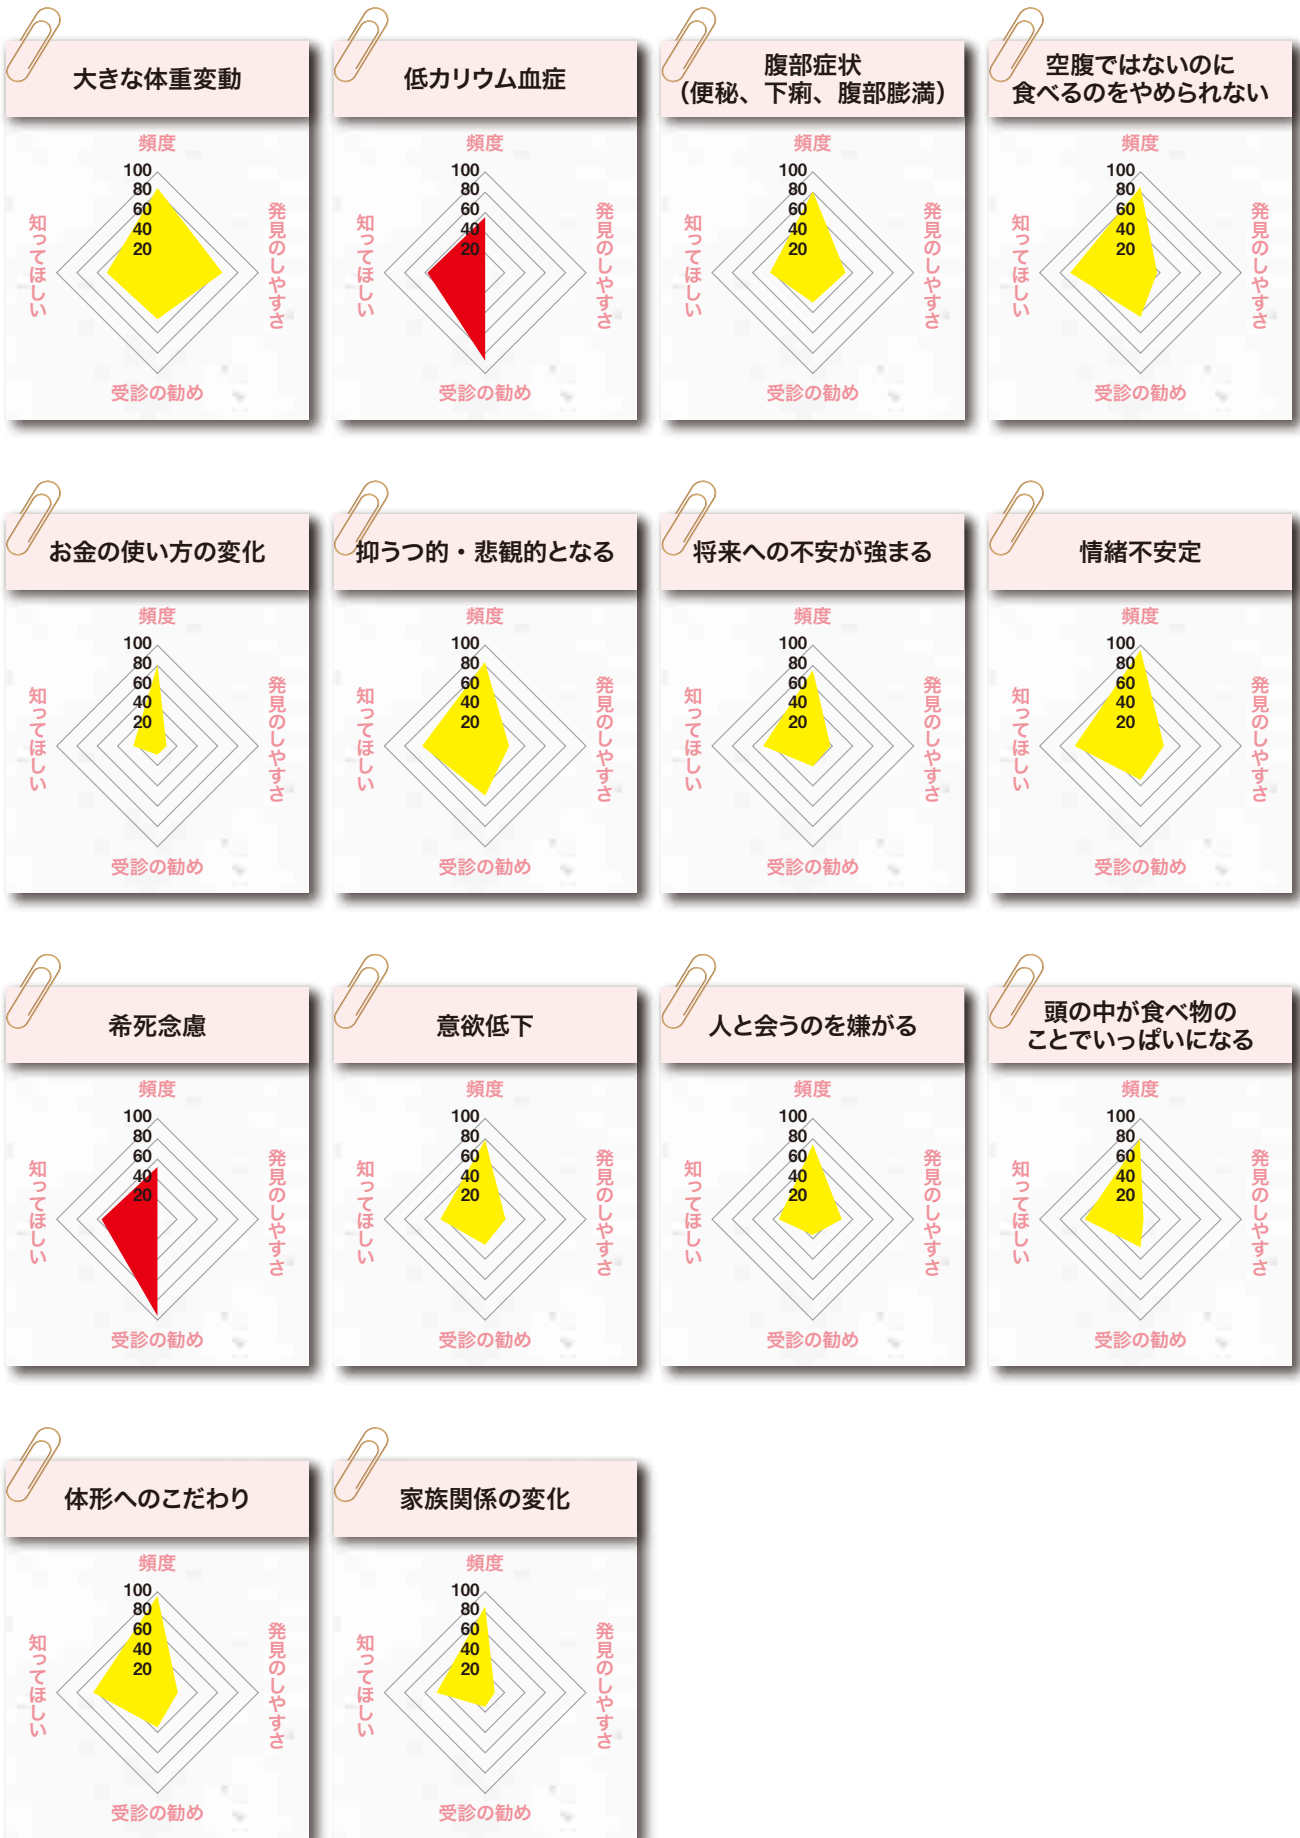 大きな体重変動
頻度
100
80
60
40
20
発見のしやすさ
知ってほしい
受診の勧め
低カリウム血症
頻度
100
80
60
40
20
発見のしやすさ
知ってほしい
受診の勧め
腹部症状
（便秘、下痢、腹部膨満）
頻度
100
80
60
40
20
発見のしやすさ
知ってほしい
受診の勧め
空腹ではないのに
食べるのをやめられない
頻度
100
80
60
40
20
発見のしやすさ
知ってほしい
受診の勧め
お金の使い方の変化
頻度
100
80
60
40
20
発見のしやすさ
知ってほしい
受診の勧め
抑うつ的・悲観的となる
頻度
100
80
60
40
20
発見のしやすさ
知ってほしい
受診の勧め
将来への不安が強まる
頻度
100
80
60
40
20
発見のしやすさ
知ってほしい
受診の勧め
情緒不安定
頻度
100
80
60
40
20
発見のしやすさ
知ってほしい
受診の勧め
希死念慮
頻度
100
80
60
40
20
発見のしやすさ
知ってほしい
受診の勧め
意欲低下
頻度
100
80
60
40
20
発見のしやすさ
知ってほしい
受診の勧め
人と会うのを嫌がる
頻度
100
80
60
40
20
発見のしやすさ
知ってほしい
受診の勧め
頭の中が食べ物の
ことでいっぱいになる
頻度
100
80
60
40
20
発見のしやすさ
知ってほしい
受診の勧め
体形へのこだわり
頻度
100
80
60
40
20
発見のしやすさ
知ってほしい
受診の勧め
家族関係の変化
頻度
100
80
60
40
20
発見のしやすさ
知ってほしい
受診の勧め